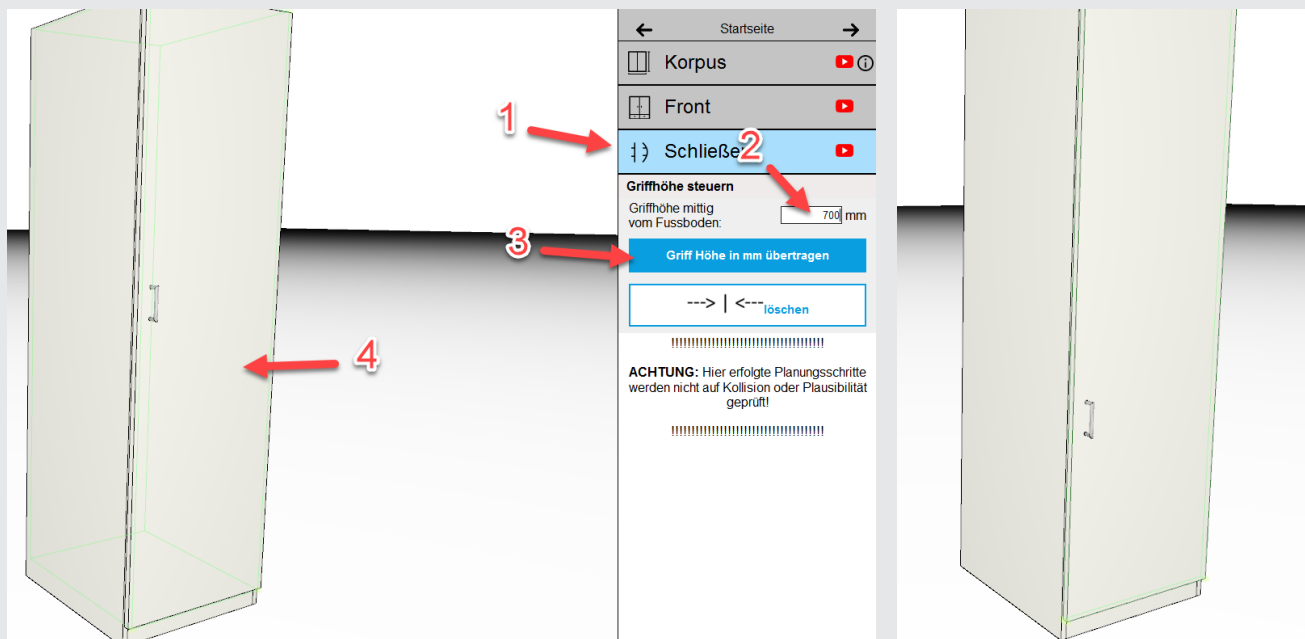 Startseite
Korpus
Front
1
Schließen
2
Griffhöhe steuern
Griffhöhe mittig
vom Fussboden:
700 mm
3
Griff Höhe in mm übertragen
---> | <--- löschen
!!!!!!!!!!!!!!!!!!!!!!!!!!!!!!!!!!!!!!
4
ACHTUNG: Hier erfolgte Planungsschritte
werden nicht auf Kollision oder Plausibilität
geprüft!
!!!!!!!!!!!!!!!!!!!!!!!!!!!!!!!!!!!!!!